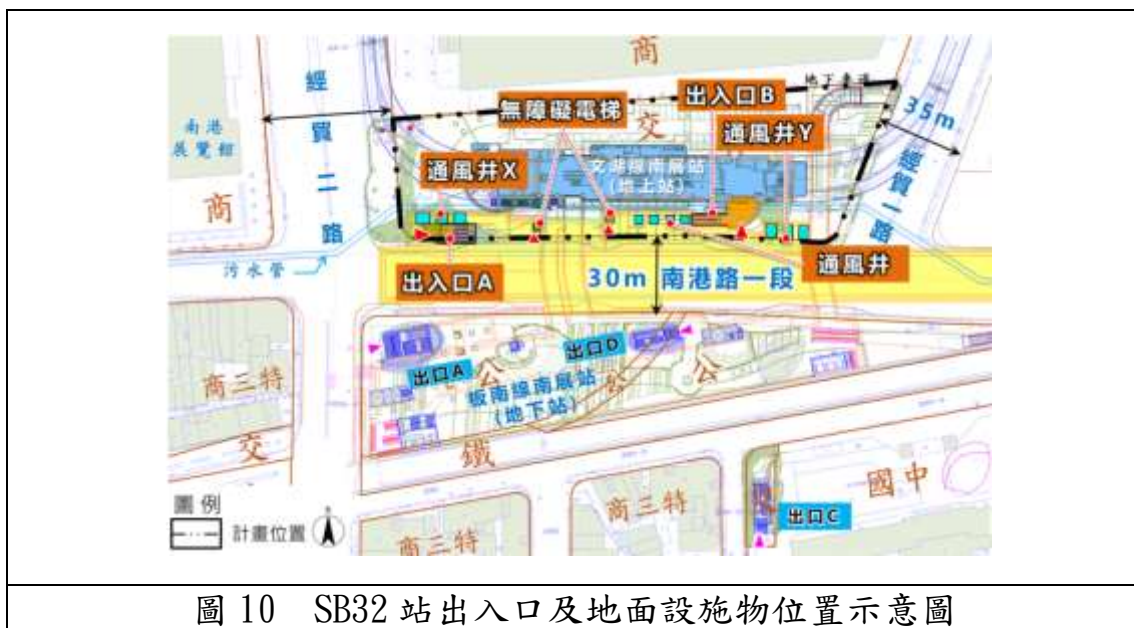 商
地下車道
經
貿
二
路
無障礙電梯
出入口B
35m
南港
展覽館
交
通風井Y
通風井X
文湖線南展站
(地上站)
經貿一路
商
污水管
出入口A
30m 南港路一段
通風井
出口D
出口A
公
公
公
板南線南展站
(地下站)
商三特
交
鐵
國中
商三特
出口C
圖例
計畫位置
商三特
圖 10 SB32 站出入口及地面設施物位置示意圖